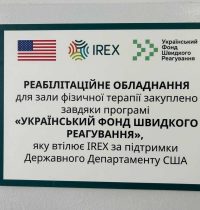 IREX
Український
Фонд
Швидкого
Реагування
РЕАБІЛІТАЦІЙНЕ ОБЛАДНАННЯ
для зали фізичної терапії закуплено
завдяки програмі
«УКРАЇНСЬКИЙ ФОНД ШВИДКОГО
РЕАГУВАННЯ»,
яку втілює IREX за підтримки
Державного Департаменту США